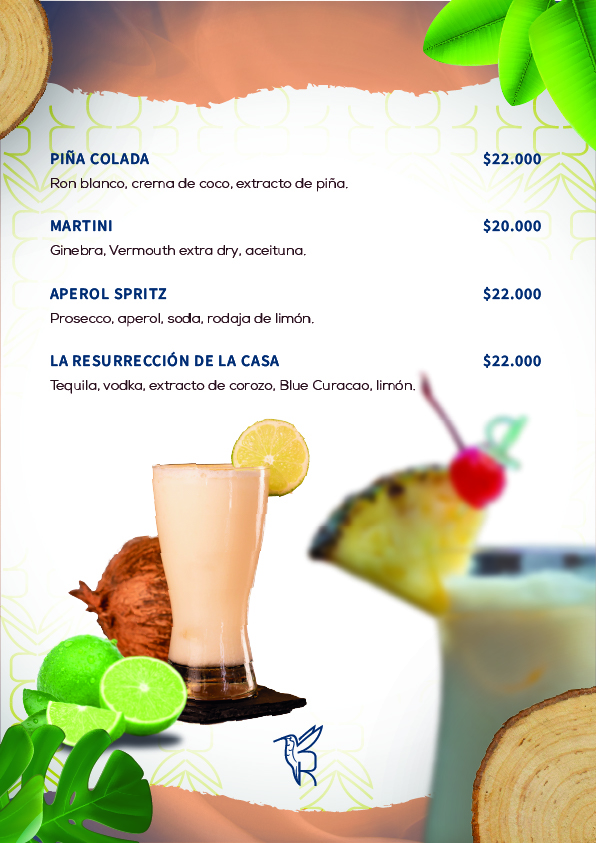 PIÑA COLADA $22.000
Ron blanco, crema de coco, extracto de piña.
MARTINI $20.000
Ginebra, Vermouth extra dry, aceituna.
APEROL SPRITZ $22.000
Prosecco, aperol, soda, rodaja de limón.
LA RESURRECCIÓN DE LA CASA $22.000
Tequila, vodka, extracto de corozo, Blue Curacao, limón.